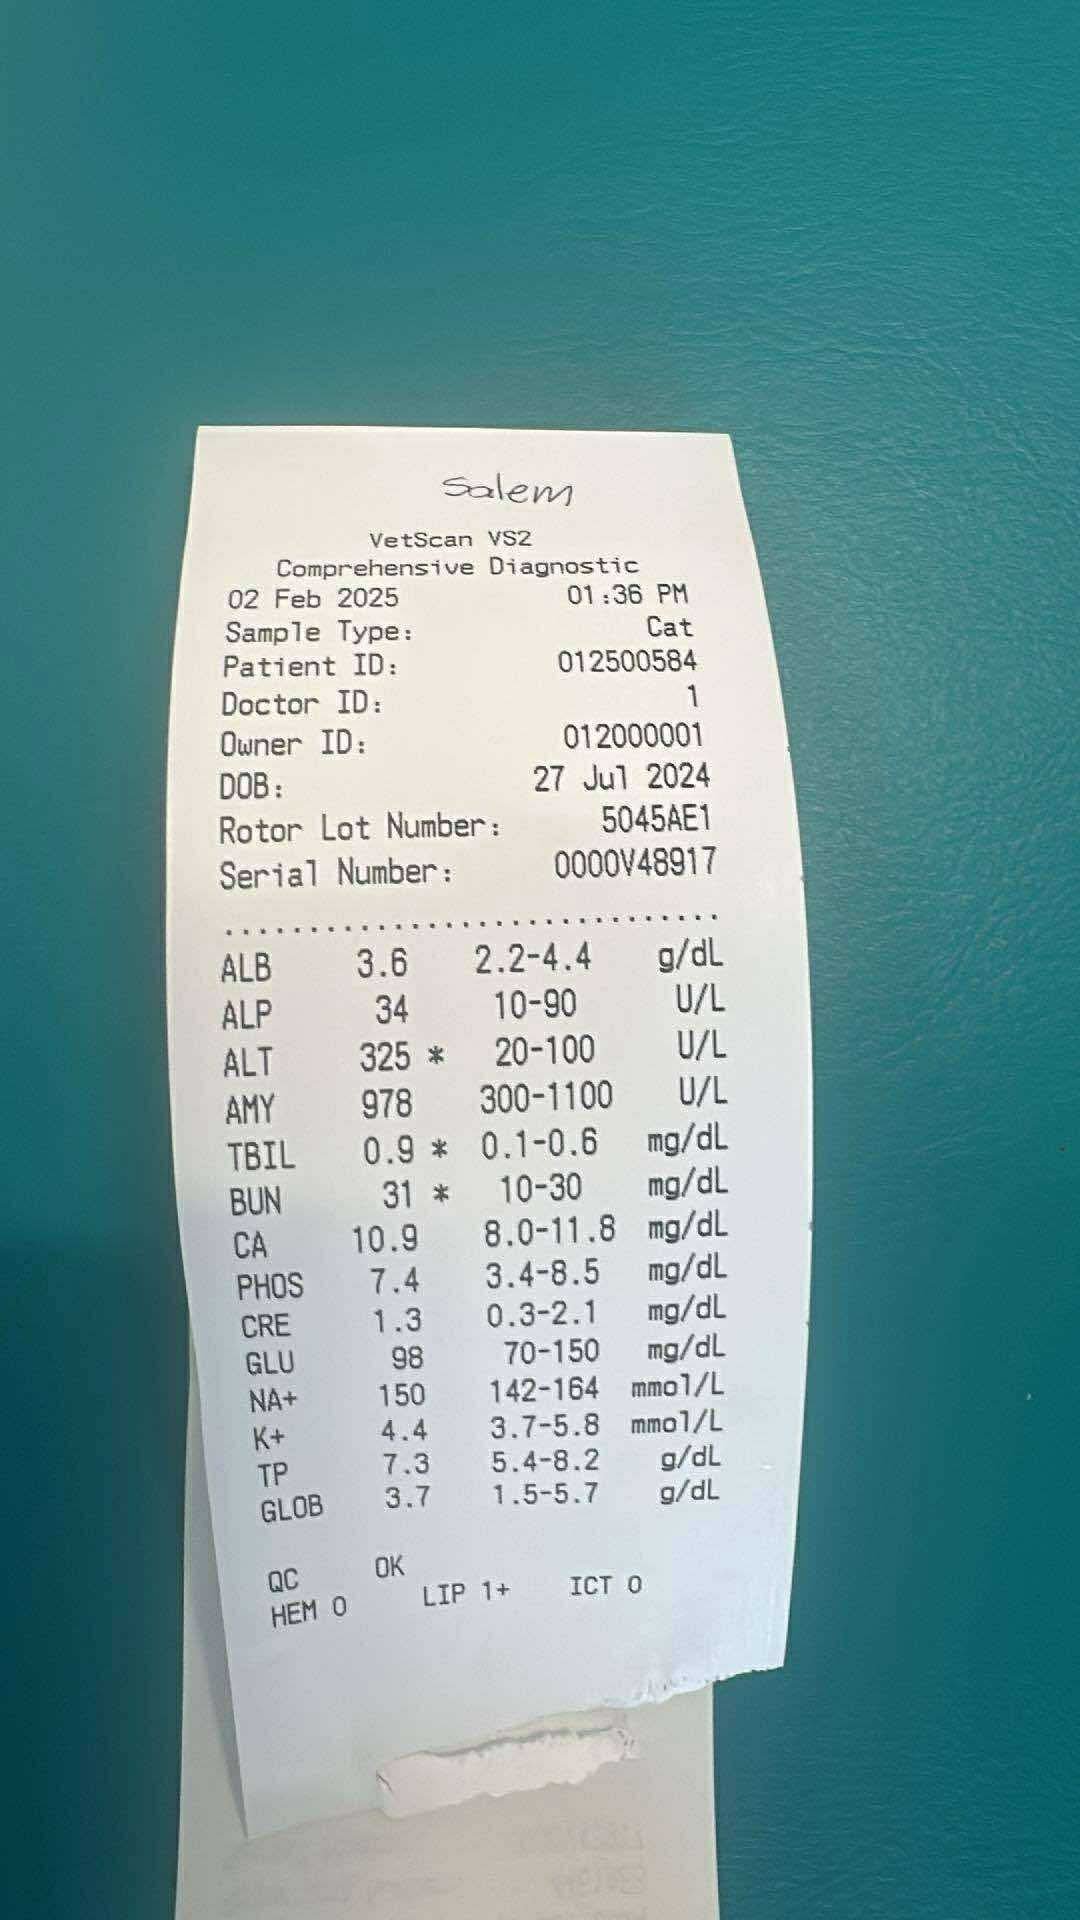 Salem
VetScan VS2
Comprehensive Diagnostic
02 Feb 2025 01:36 PM
Sample Type: Cat
Patient ID: 012500584
Doctor ID: 1
Owner ID: 012000001
DOB: 27 Jul 2024
Rotor Lot Number: 5045AE1
Serial Number: 0000V48917
..............................
ALB 3.6 2.2-4.4 g/dL
ALP 34 10-90 U/L
ALT 325 * 20-100 U/L
AMY 978 300-1100 U/L
TBIL 0.9 * 0.1-0.6 mg/dL
BUN 31 * 10-30 mg/dL
CA 10.9 8.0-11.8 mg/dL
PHOS 7.4 3.4-8.5 mg/dL
CRE 1.3 0.3-2.1 mg/dL
GLU 98 70-150 mg/dL
NA+ 150 142-164 mmol/L
K+ 4.4 3.7-5.8 mmol/L
TP 7.3 5.4-8.2 g/dL
GLOB 3.7 1.5-5.7 g/dL
QC OK
HEM 0 LIP 1+ ICT 0